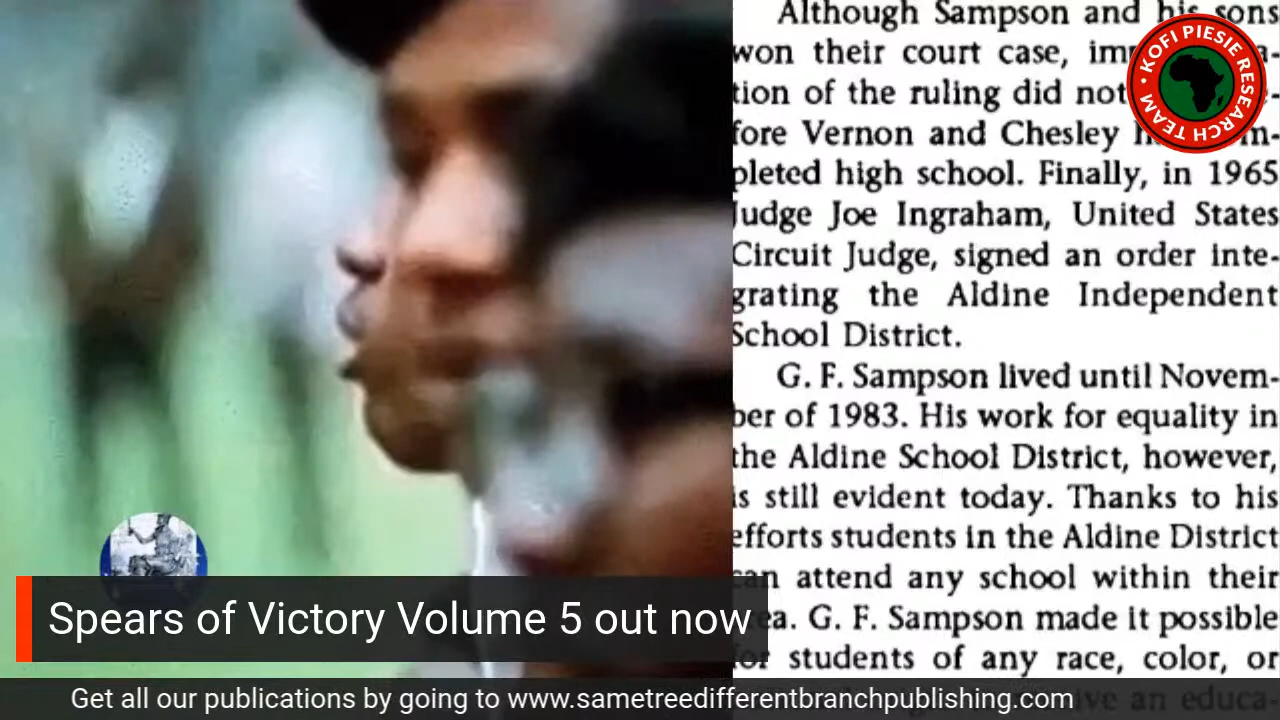 Although Sampson and his sons
won their court case,
tion of the ruling did not
fore Vernon and Chesley
pleted high school. Finally, in 1965
Judge Joe Ingraham, United States
Circuit Judge, signed an order inte-
grating the Aldine Independent
School District.
G. F. Sampson lived until Novem-
ber of 1983. His work for equality in
the Aldine School District, however,
is still evident today. Thanks to his
efforts students in the Aldine District
can attend any school within their
ea. G. F. Sampson made it possible
for students of any race, color, or
ive an educa-
KOFI PIESIE RESEARCH TEAM
Spears of Victory Volume 5 out now
Get all our publications by going to www.sametreedifferentbranchpublishing.com